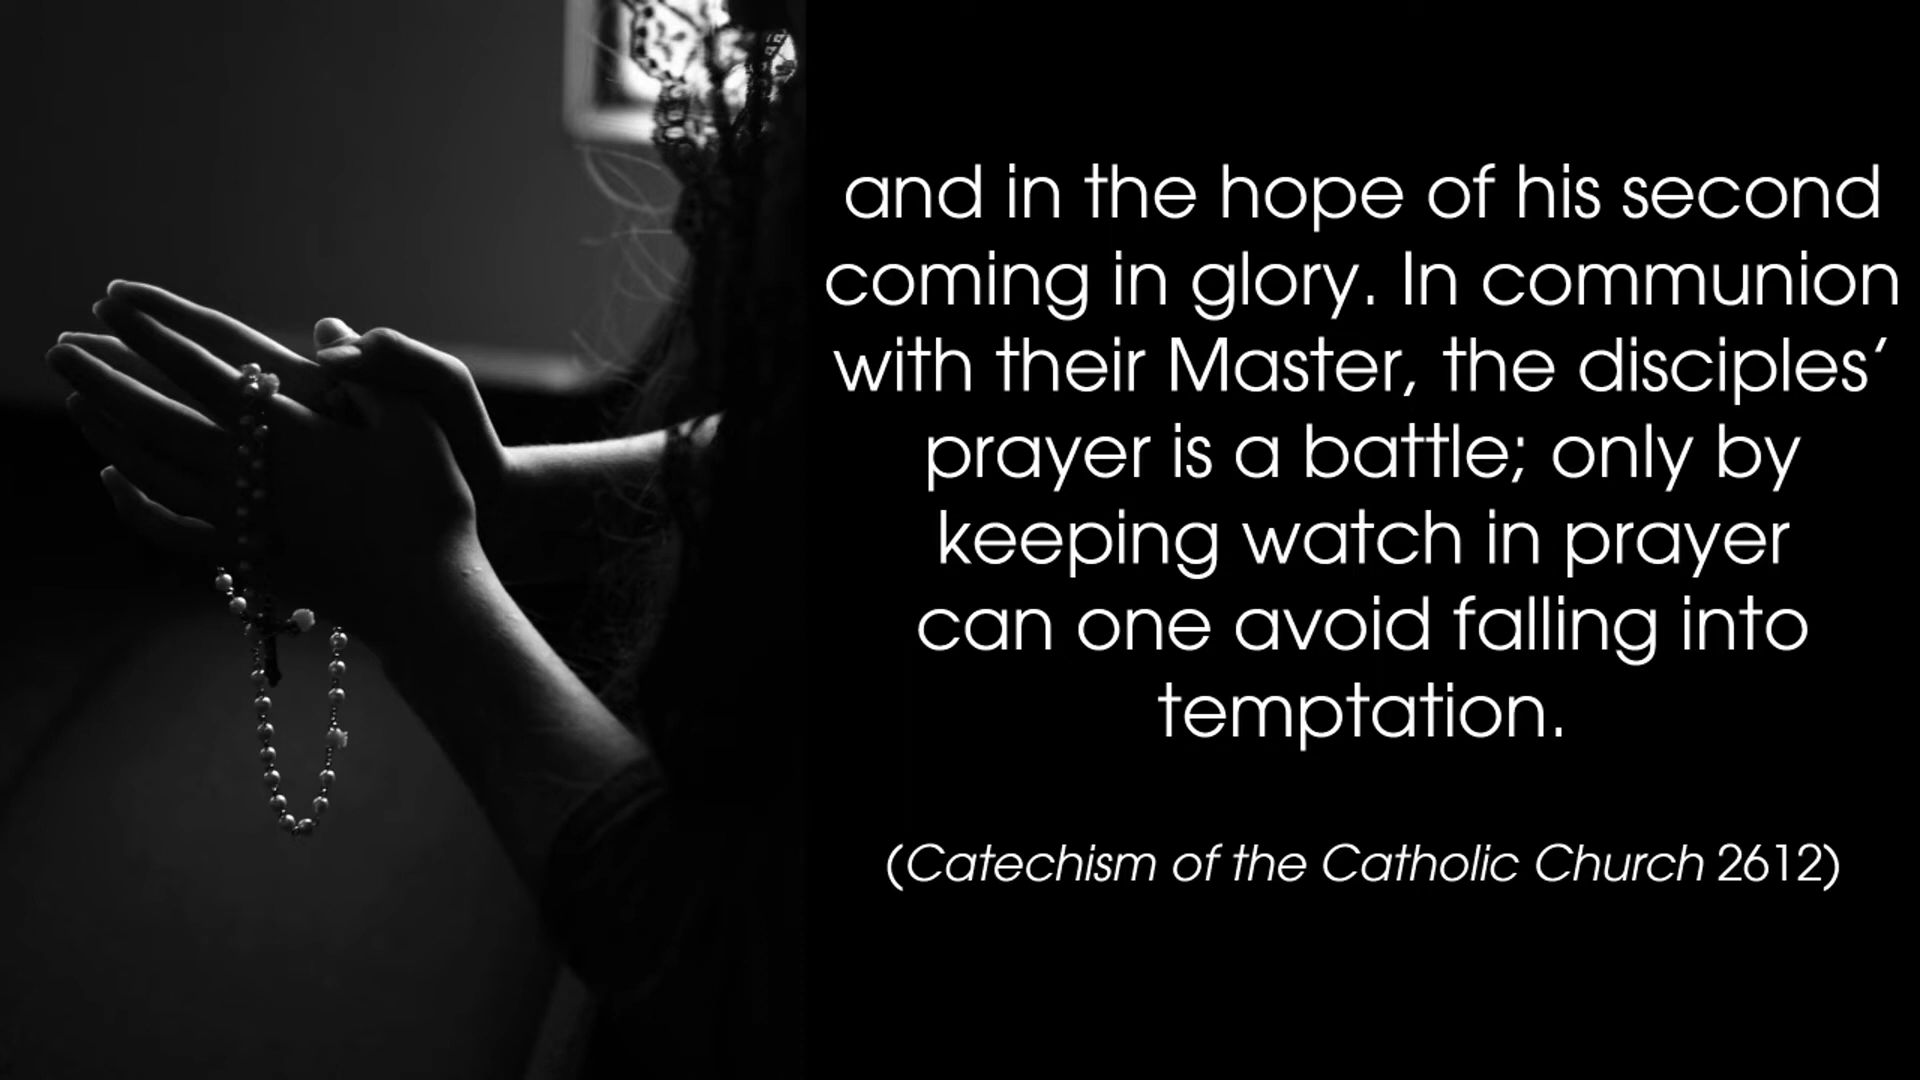 and in the hope of his second
coming in glory. In communion
with their Master, the disciples’
prayer is a battle; only by
keeping watch in prayer
can one avoid falling into
temptation.
(Catechism of the Catholic Church 2612)